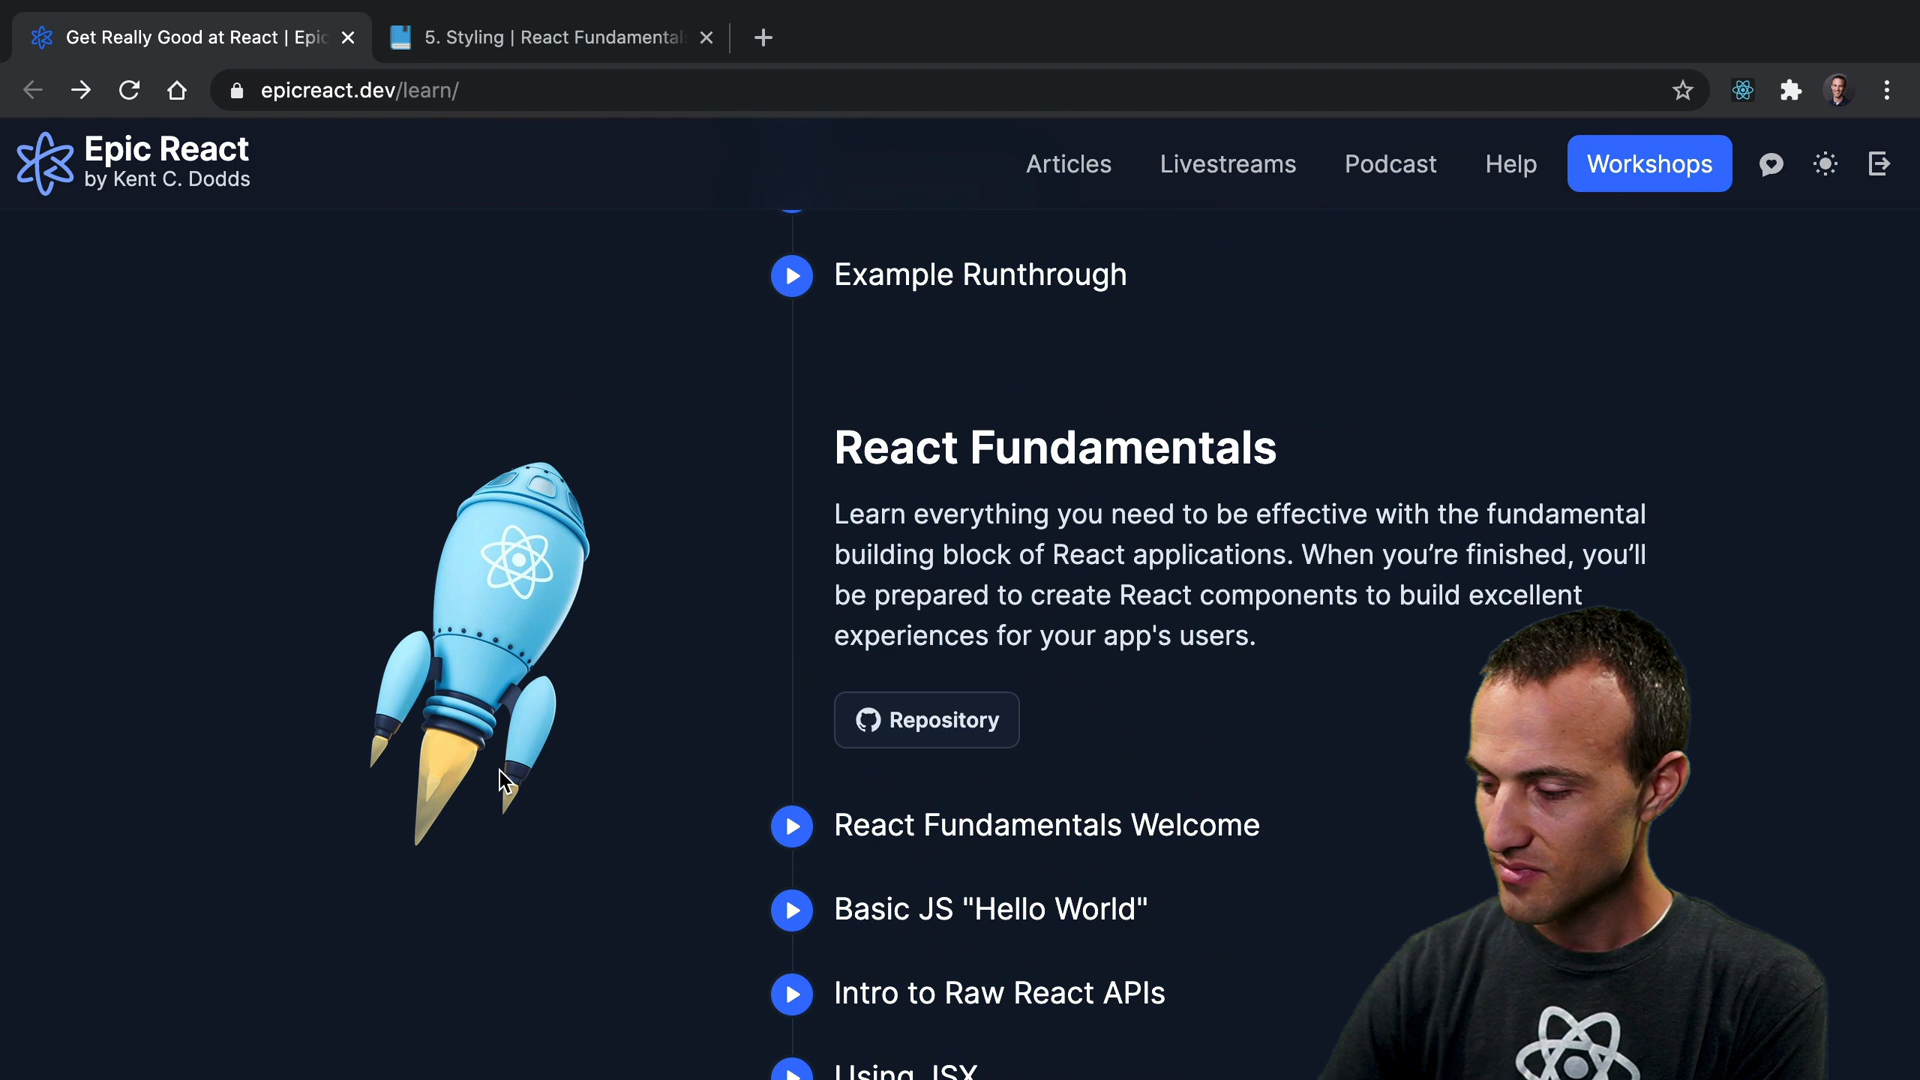 Get Really Good at React | Epic
5. Styling | React Fundamental
epicreact.dev/learn/
Epic React
by Kent C. Dodds
Articles
Livestreams
Podcast
Help
Workshops
Example Runthrough
React Fundamentals
Learn everything you need to be effective with the fundamental
building block of React applications. When you’re finished, you’ll
be prepared to create React components to build excellent
experiences for your app's users.
Repository
React Fundamentals Welcome
Basic JS "Hello World"
Intro to Raw React APIs
Using JSX